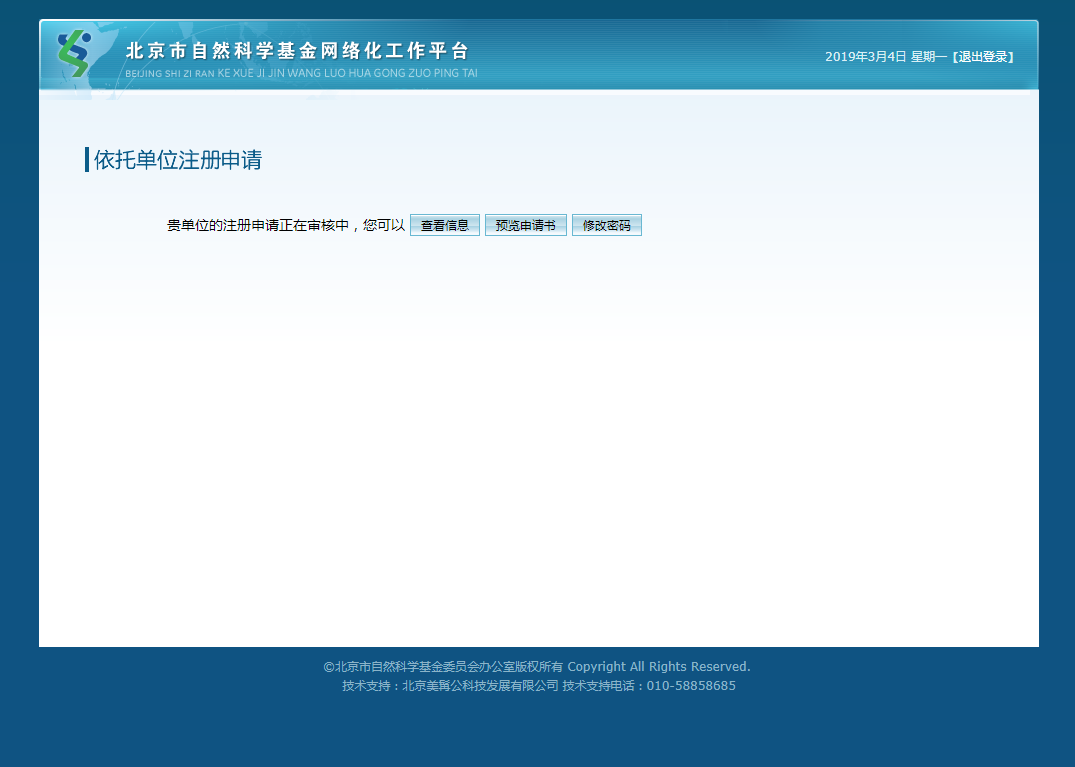 北京市自然科学基金网络化工作平台
BEIJING SHI ZI RAN KE XUE JI JIN WANG LUO HUA GONG ZUO PING TAI
2019年3月4日 星期一【退出登录】
依托单位注册申请
贵单位的注册申请正在审核中，您可以 查看信息 预览申请书 修改密码
©北京市自然科学基金委员会办公室版权所有 Copyright All Rights Reserved.
技术支持：北京美髯公科技发展有限公司 技术支持电话：010-58858685